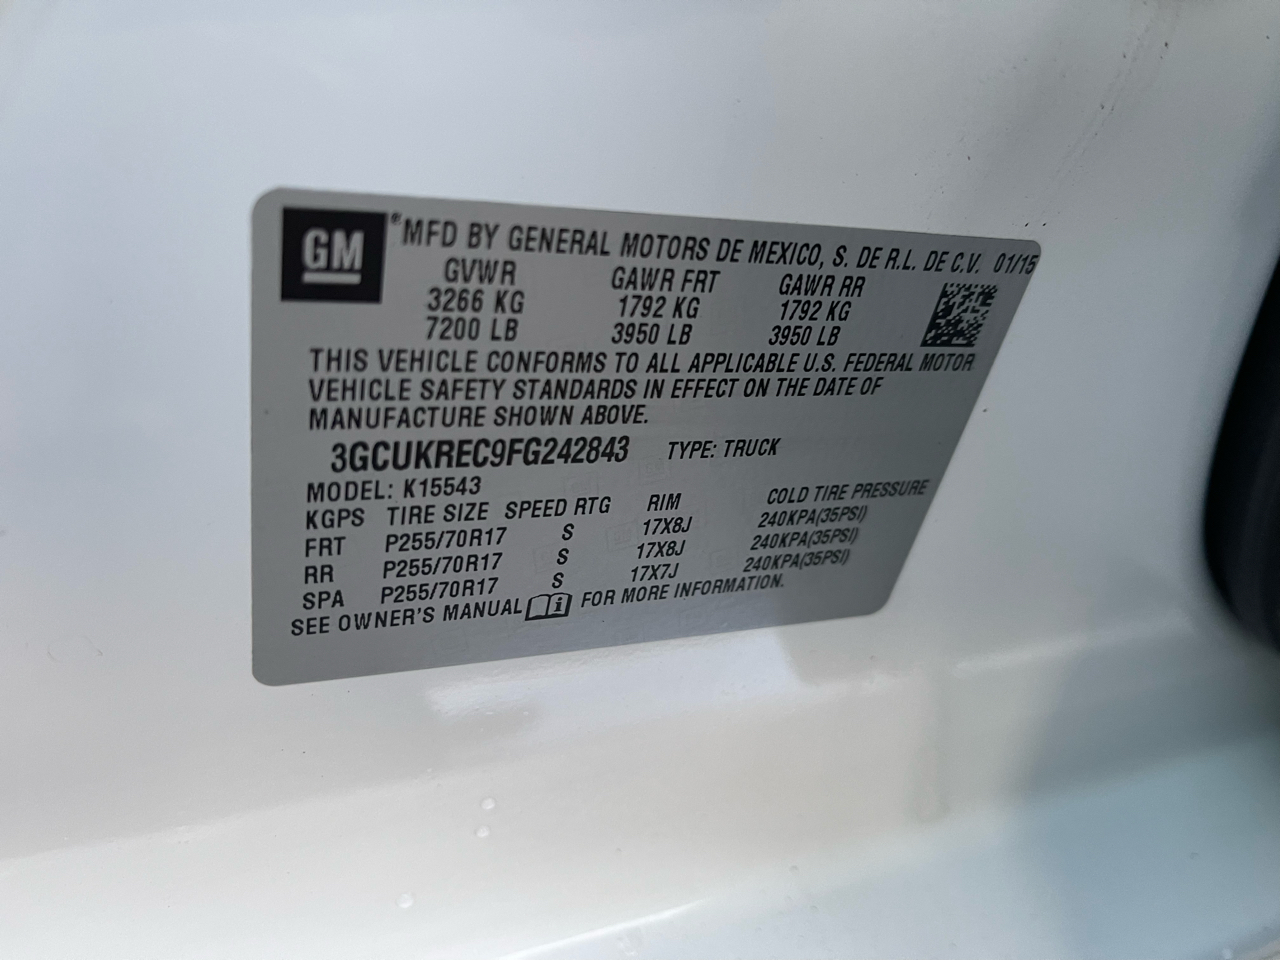 GM ® MFD BY GENERAL MOTORS DE MEXICO, S. DE R.L. DE C.V. 01/15
GVWR GAWR FRT GAWR RR
3266 KG 1792 KG 1792 KG
7200 LB 3950 LB 3950 LB
THIS VEHICLE CONFORMS TO ALL APPLICABLE U.S. FEDERAL MOTOR
VEHICLE SAFETY STANDARDS IN EFFECT ON THE DATE OF
MANUFACTURE SHOWN ABOVE.
3GCUKREC9FG242843 TYPE: TRUCK
MODEL: K15543
KGPS TIRE SIZE SPEED RTG RIM COLD TIRE PRESSURE
FRT P255/70R17 S 17X8J 240KPA(35PSI)
RR P255/70R17 S 17X8J 240KPA(35PSI)
SPA P255/70R17 S 17X7J 240KPA(35PSI)
SEE OWNER'S MANUAL i FOR MORE INFORMATION.